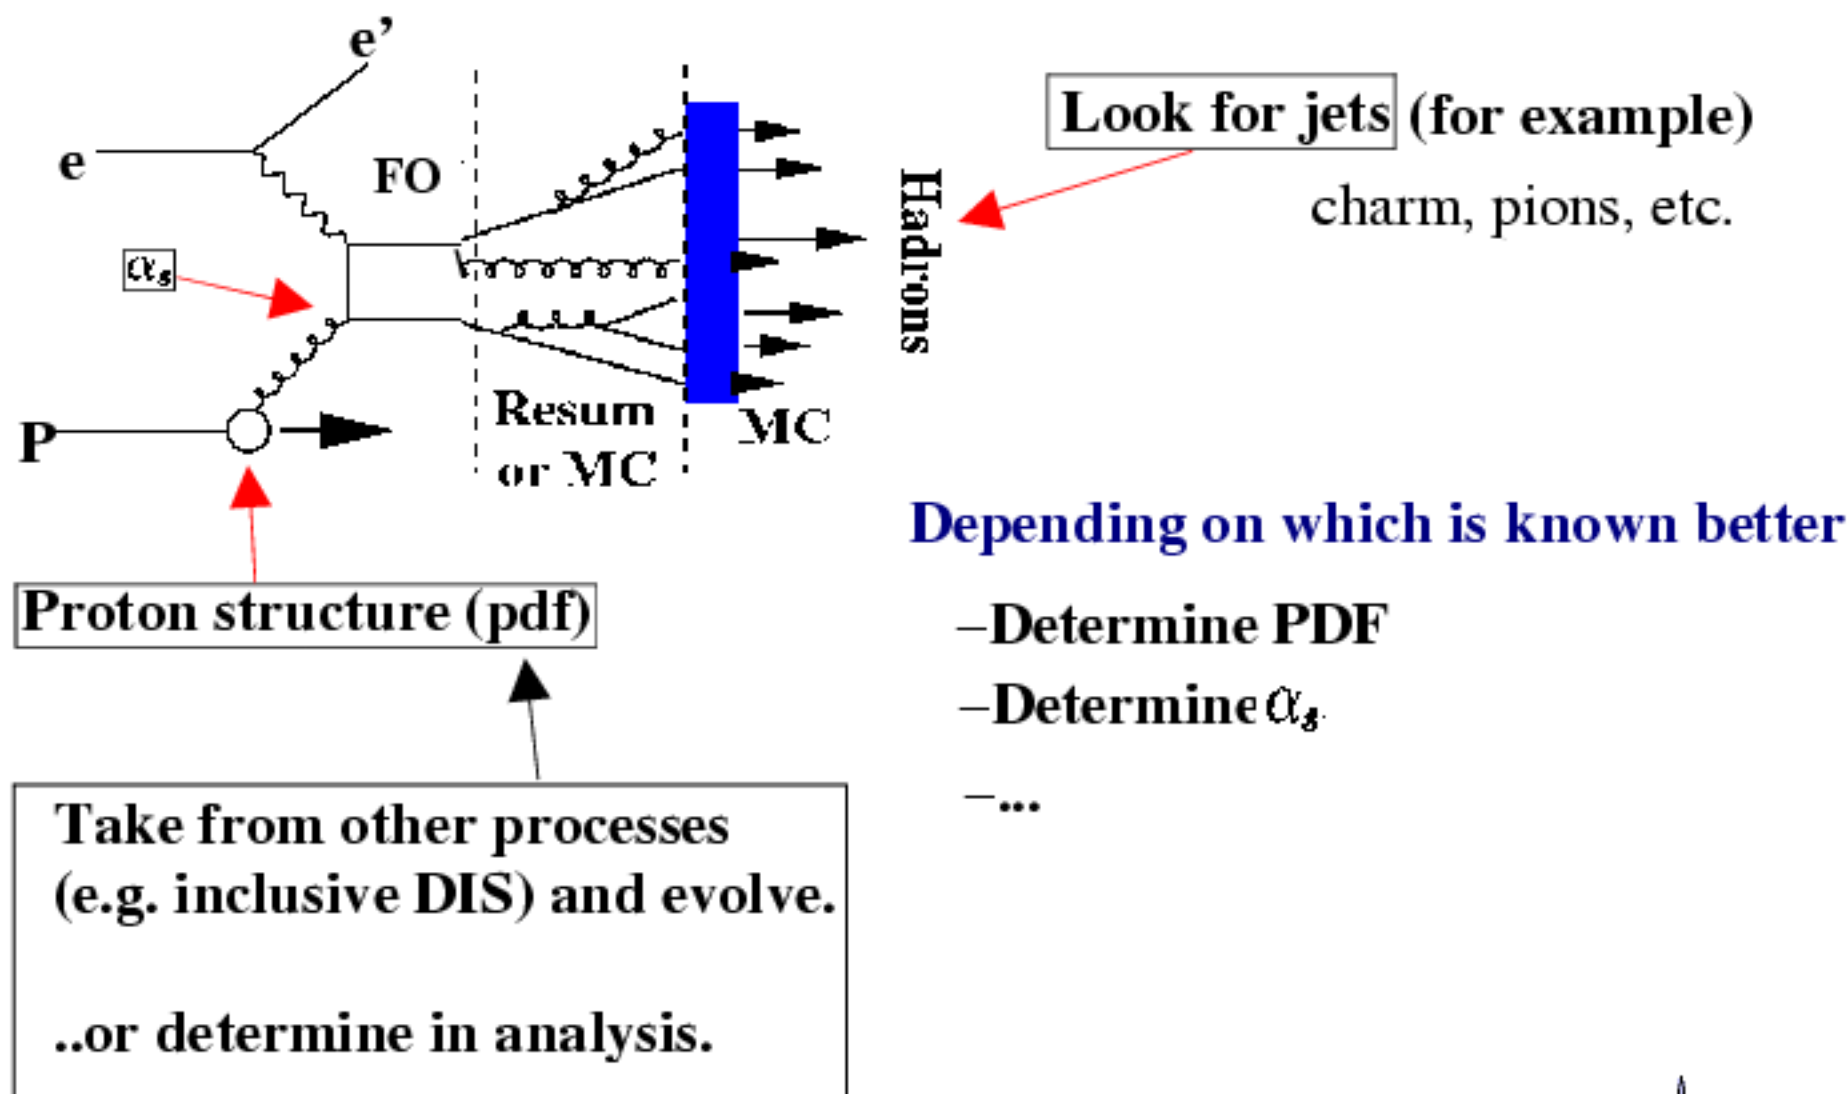 e’
e
FO
αs
P
Resum
or MC
MC
Hadrons
Look for jets (for example)
charm, pions, etc.
Proton structure (pdf)
Take from other processes
(e.g. inclusive DIS) and evolve.
..or determine in analysis.
Depending on which is known better
–Determine PDF
–Determine αs
–...